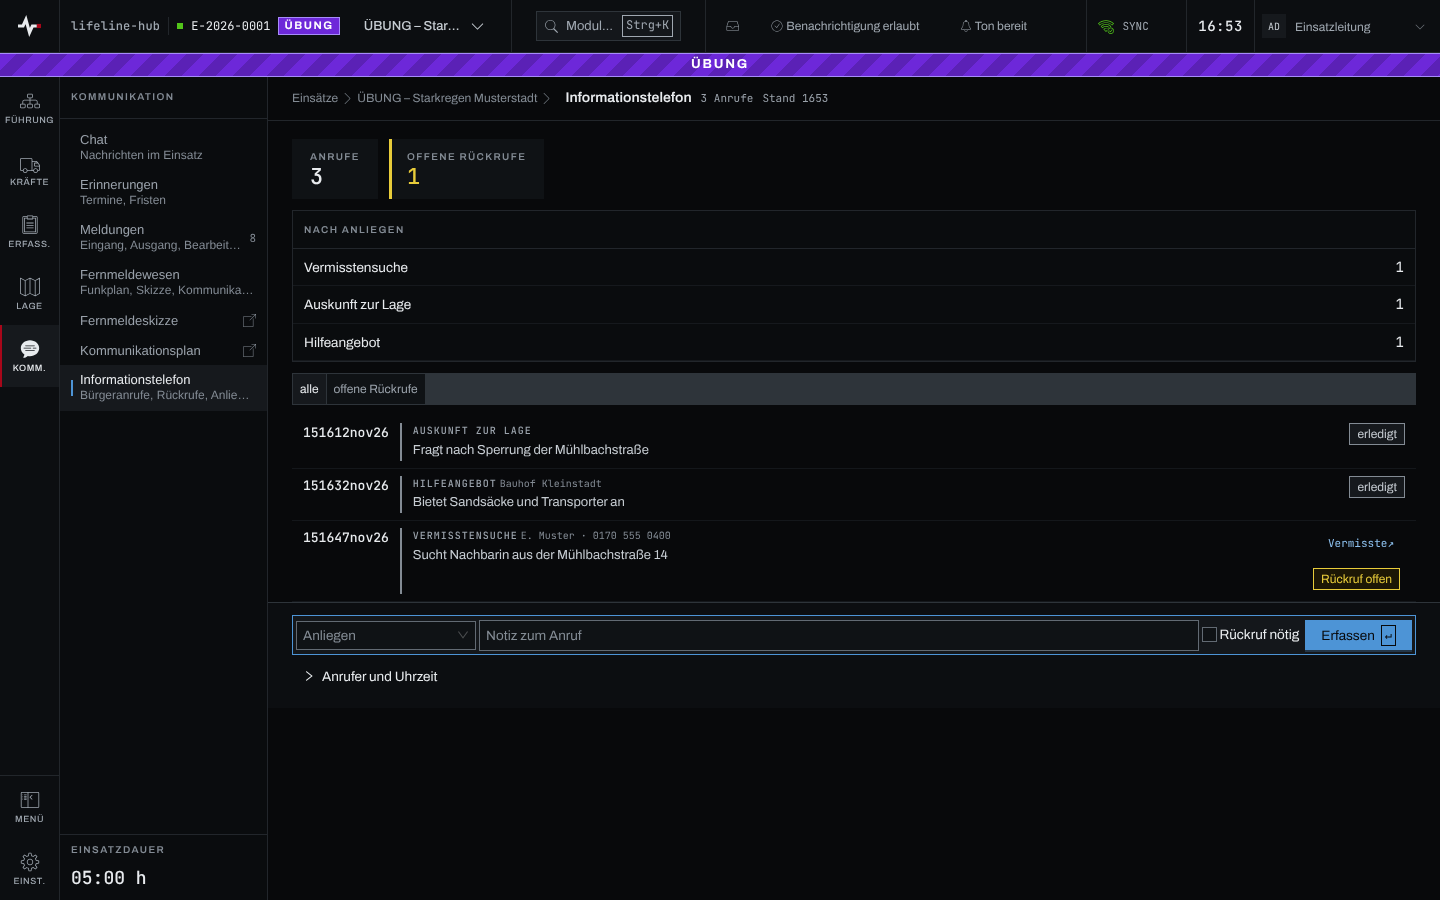 lifeline-hub
E-2026-0001 ÜBUNG
ÜBUNG – Star...
Modul... Strg+K
Benachrichtigung erlaubt
Ton bereit
SYNC
16:53
AD Einsatzleitung
ÜBUNG
FÜHRUNG
KRÄFTE
ERFASS.
LAGE
KOMM.
MENÜ
EINST.
KOMMUNIKATION
Chat
Nachrichten im Einsatz
Erinnerungen
Termine, Fristen
Meldungen
Eingang, Ausgang, Bearbeit... 8
Fernmeldewesen
Funkplan, Skizze, Kommunika...
Fernmeldeskizze
Kommunikationsplan
Informationstelefon
Bürgeranrufe, Rückrufe, Anlie...
EINSATZDAUER
05:00 h
Einsätze ÜBUNG – Starkregen Musterstadt Informationstelefon 3 Anrufe Stand 1653
ANRUFE
3
OFFENE RÜCKRUFE
1
NACH ANLIEGEN
Vermisstensuche 1
Auskunft zur Lage 1
Hilfeangebot 1
alle offene Rückrufe
151612nov26 AUSKUNFT ZUR LAGE erledigt
Fragt nach Sperrung der Mühlbachstraße
151632nov26 HILFEANGEBOT Bauhof Kleinstadt erledigt
Bietet Sandsäcke und Transporter an
151647nov26 VERMISSTENSUCHE E. Muster · 0170 555 0400
Sucht Nachbarin aus der Mühlbachstraße 14
Vermisste↗
Rückruf offen
Anliegen Notiz zum Anruf Rückruf nötig Erfassen ↵
Anrufer und Uhrzeit